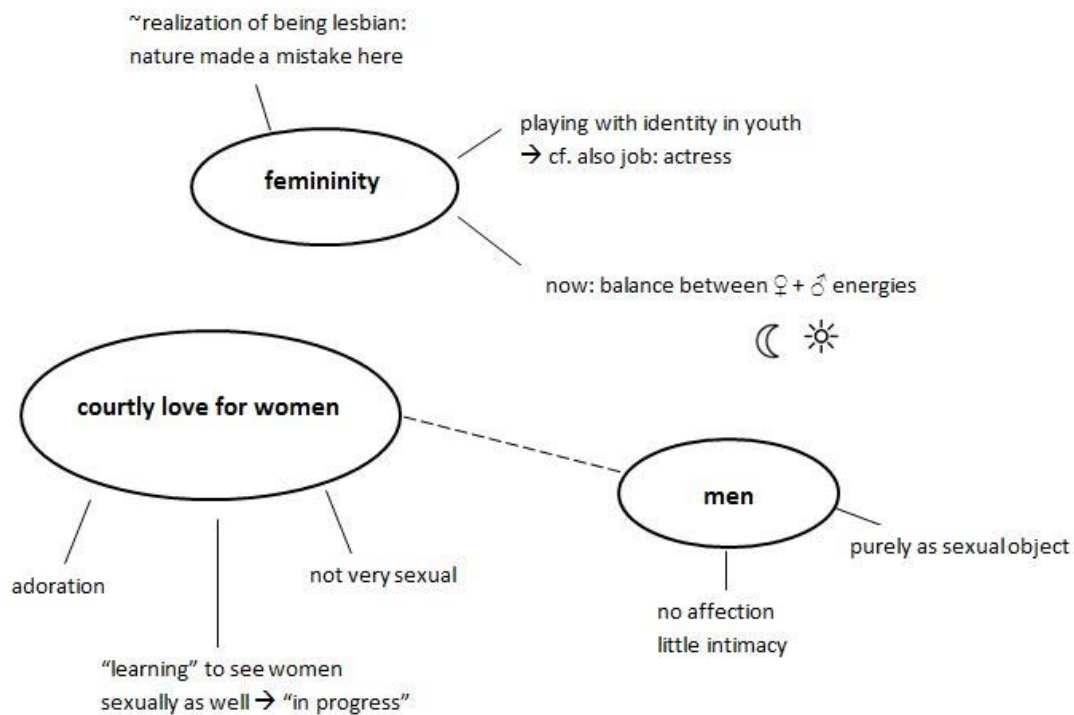 ~realization of being lesbian:
nature made a mistake here
playing with identity in youth
→ cf. also job: actress
femininity
now: balance between ♀ + ♂ energies
☾ ☼
courtly love for women
men
purely as sexual object
adoration
not very sexual
no affection
little intimacy
“learning” to see women
sexually as well → “in progress”